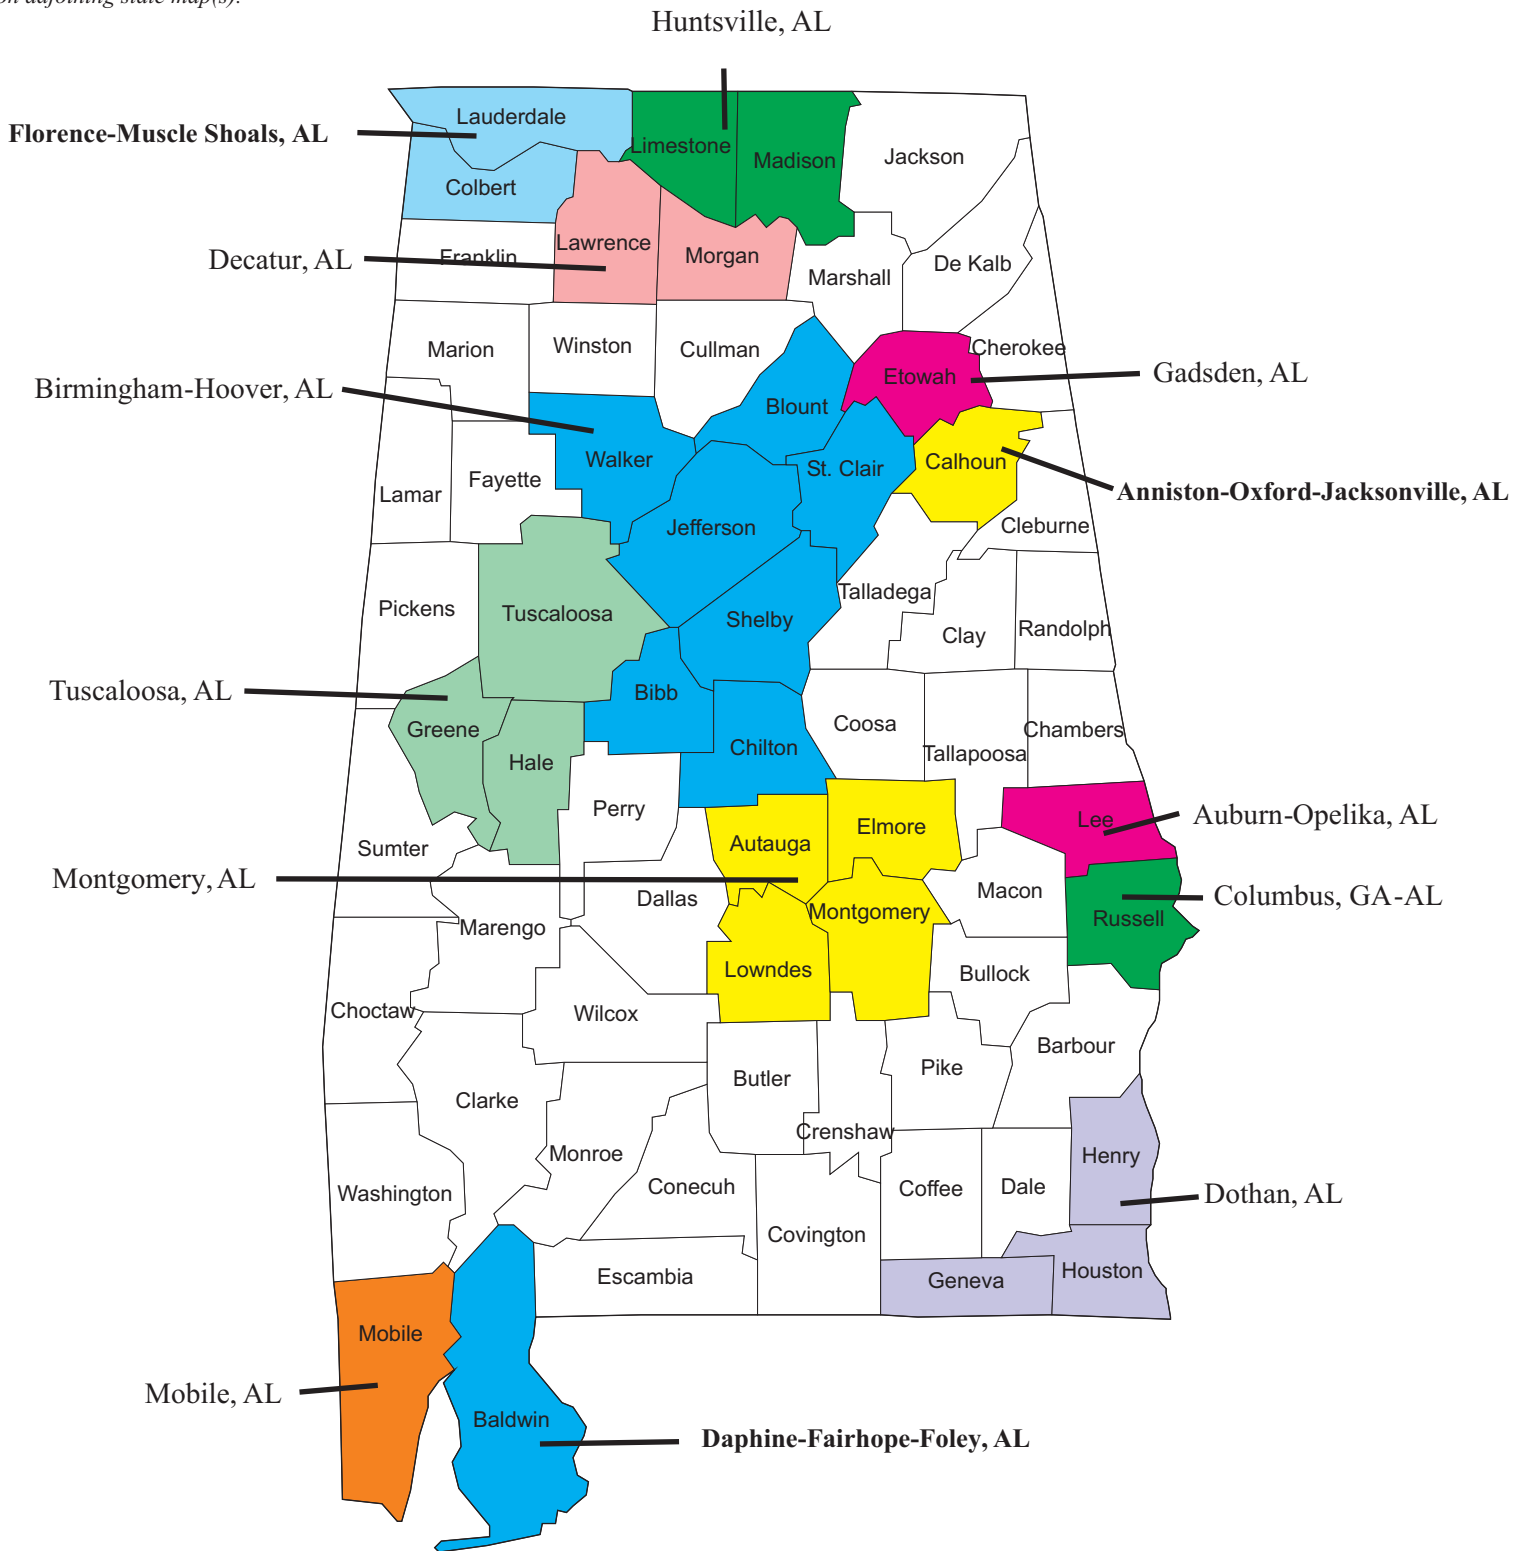 on adjoining state map(s).
Huntsville, AL
Lauderdale
Florence-Muscle Shoals, AL
Limestone
Madison
Jackson
Colbert
Lawrence
Franklin
Decatur, AL
Morgan
De Kalb
Marshall
Marion
Winston
Cullman
Cherokee
Etowah
Gadsden, AL
Birmingham-Hoover, AL
Blount
Walker
St. Clair
Calhoun
Anniston-Oxford-Jacksonville, AL
Lamar
Fayette
Jefferson
Cleburne
Talladega
Pickens
Tuscaloosa
Shelby
Clay
Randolph
Tuscaloosa, AL
Bibb
Greene
Coosa
Chambers
Hale
Chilton
Tallapoosa
Perry
Autauga
Elmore
Lee
Auburn-Opelika, AL
Sumter
Montgomery, AL
Dallas
Macon
Columbus, GA-AL
Montgomery
Russell
Marengo
Lowndes
Bullock
Choctaw
Wilcox
Barbour
Butler
Pike
Clarke
Crenshaw
Monroe
Henry
Washington
Conecuh
Coffee
Dale
Dothan, AL
Covington
Escambia
Geneva
Houston
Mobile
Mobile, AL
Baldwin
Daphine-Fairhope-Foley, AL